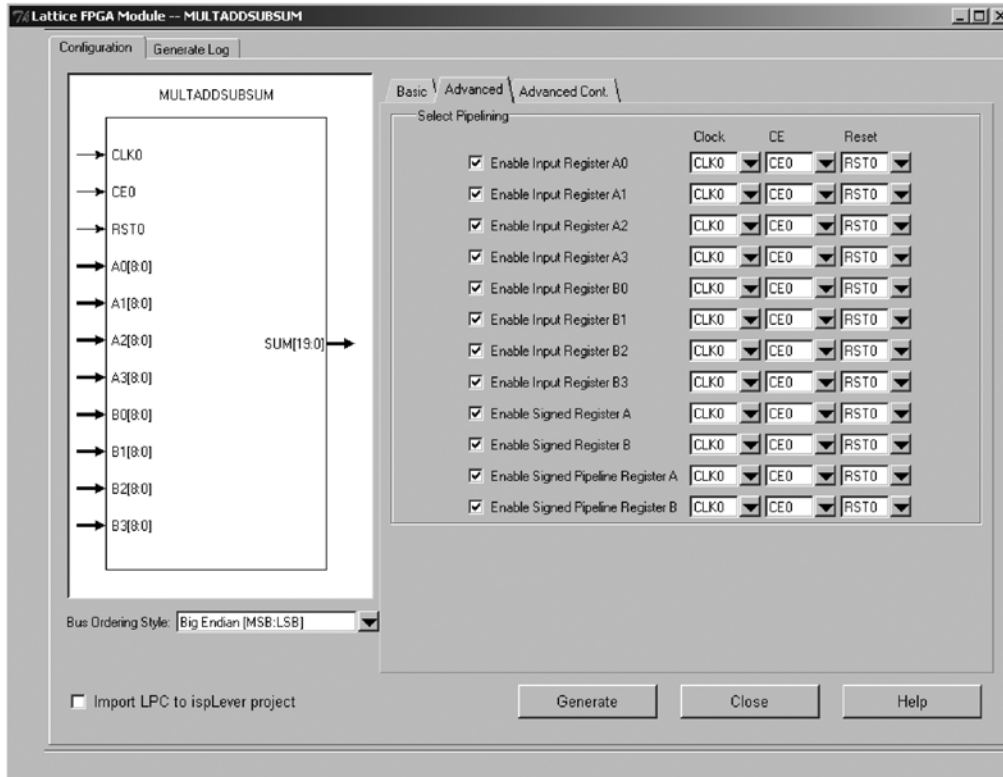 Lattice FPGA Module -- MULTADDSUBSUM
Configuration
Generate Log
MULTADDSUBSUM
CLK0
CE0
RST0
A0[8:0]
A1[8:0]
A2[8:0]
SUM[19:0]
A3[8:0]
B0[8:0]
B1[8:0]
B2[8:0]
B3[8:0]
Bus Ordering Style: Big Endian [MSB:LSB]
Basic
Advanced
Advanced Cont.
Select Pipelining
Clock CE Reset
Enable Input Register A0 CLK0 CE0 RST0
Enable Input Register A1 CLK0 CE0 RST0
Enable Input Register A2 CLK0 CE0 RST0
Enable Input Register A3 CLK0 CE0 RST0
Enable Input Register B0 CLK0 CE0 RST0
Enable Input Register B1 CLK0 CE0 RST0
Enable Input Register B2 CLK0 CE0 RST0
Enable Input Register B3 CLK0 CE0 RST0
Enable Signed Register A CLK0 CE0 RST0
Enable Signed Register B CLK0 CE0 RST0
Enable Signed Pipeline Register A CLK0 CE0 RST0
Enable Signed Pipeline Register B CLK0 CE0 RST0
Import LPC to ispLever project
Generate
Close
Help